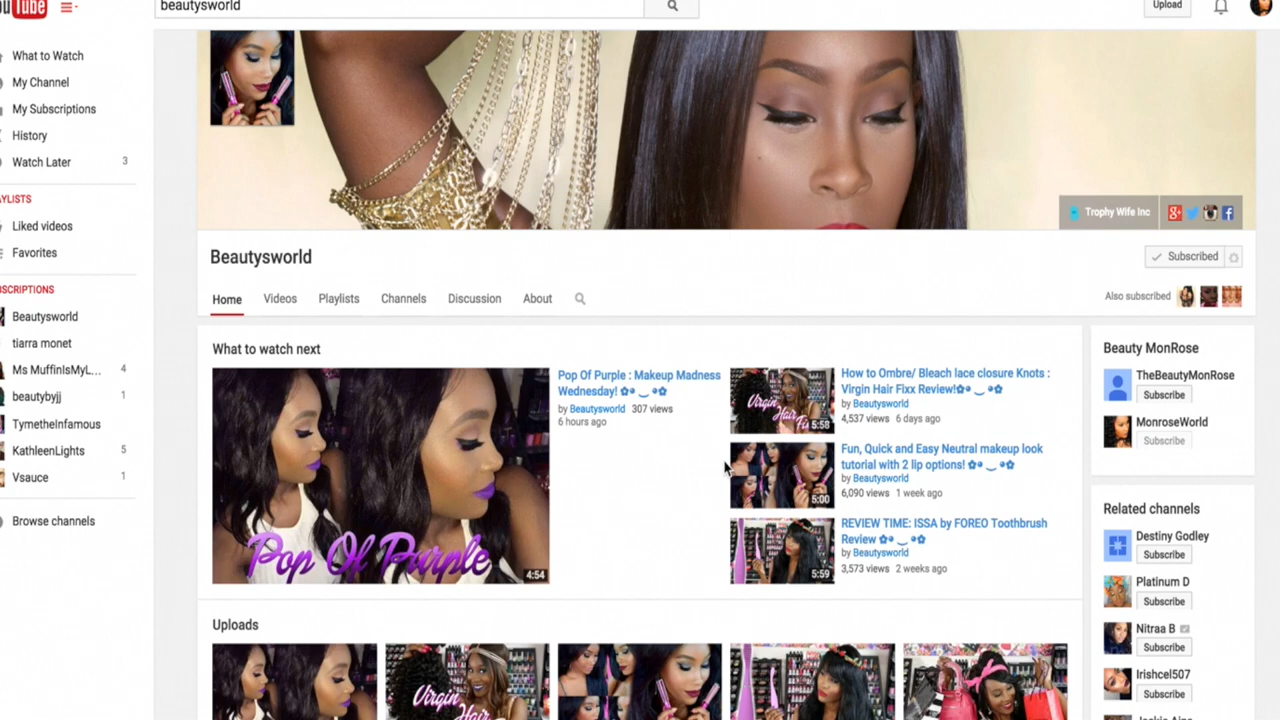 Tube
beautysworld
Upload
What to Watch
My Channel
My Subscriptions
History
Watch Later 3
Liked videos
Favorites
Beautysworld
tiarra monet
Ms MuffinIsMyL... 4
beautybyjj 1
TymetheInfamous
KathleenLights 5
Vsauce 1
Browse channels
Trophy Wife Inc
Beautysworld
Subscribed
Home Videos Playlists Channels Discussion About
Also subscribed
What to watch next
Pop Of Purple
4:54
Pop Of Purple : Makeup Madness
Wednesday! ✿◕ ‿ ◕✿
by Beautysworld 307 views
6 hours ago
Virgin
Hair
5:58
How to Ombre/ Bleach lace closure Knots :
Virgin Hair Fixx Review!✿◕ ‿ ◕✿
by Beautysworld
4,537 views 6 days ago
5:00
Fun, Quick and Easy Neutral makeup look
tutorial with 2 lip options! ✿◕ ‿ ◕✿
by Beautysworld
6,090 views 1 week ago
5:59
REVIEW TIME: ISSA by FOREO Toothbrush
Review ✿◕ ‿ ◕✿
by Beautysworld
3,573 views 2 weeks ago
Beauty MonRose
TheBeautyMonRose
Subscribe
MonroseWorld
Subscribe
Related channels
Destiny Godley
Subscribe
Platinum D
Subscribe
Nitraa B
Subscribe
Irishcel507
Subscribe
Uploads
Virgin